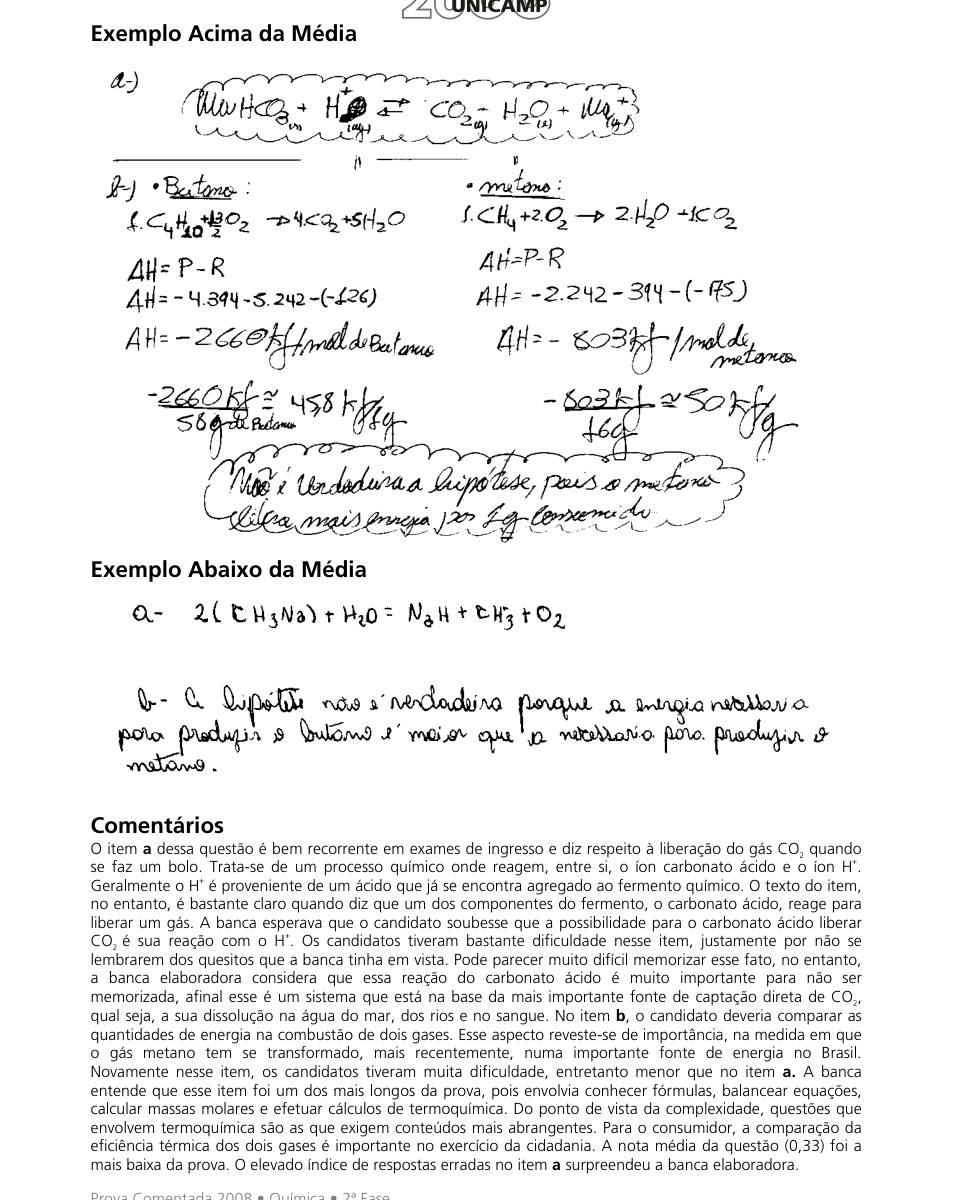 2008
UNICAMP
Exemplo Acima da Média
a-)
NaHCO₃(s) + H⁺(aq) ⇌ CO₂(g) + H₂O(l) + Na⁺(aq)
b-) • Butano :
1.C₄H₁₀ + 13/2 O₂ → 4.CO₂ + 5H₂O
ΔH = P - R
ΔH = - 4.394 - 5.242 - (-126)
ΔH = - 2660 kJ/mol de Butano
-2660 kJ / 58g de Butano ≅ 45,8 kJ/1g
• metano :
1.CH₄ + 2.O₂ → 2.H₂O + 1CO₂
ΔH = P - R
ΔH = - 2.242 - 394 - (- 75)
ΔH = - 803 kJ /mol de
metano
- 803 kJ / 16g ≅ 50 kJ/g
Não é verdadeira a hipótese, pois o metano
libera mais energia por 1g consumido
Exemplo Abaixo da Média
a- 2(CH₃Na) + H₂O = NaH + CH₃ + O₂
b- A hipótese não é verdadeira porque a energia necessaria
para produzir o butano é maior que a necessaria para produzir o
metano.
Comentários
O item a dessa questão é bem recorrente em exames de ingresso e diz respeito à liberação do gás CO₂ quando
se faz um bolo. Trata-se de um processo químico onde reagem, entre si, o íon carbonato ácido e o íon H⁺.
Geralmente o H⁺ é proveniente de um ácido que já se encontra agregado ao fermento químico. O texto do item,
no entanto, é bastante claro quando diz que um dos componentes do fermento, o carbonato ácido, reage para
liberar um gás. A banca esperava que o candidato soubesse que a possibilidade para o carbonato ácido liberar
CO₂ é sua reação com o H⁺. Os candidatos tiveram bastante dificuldade nesse item, justamente por não se
lembrarem dos quesitos que a banca tinha em vista. Pode parecer muito difícil memorizar esse fato, no entanto,
a banca elaboradora considera que essa reação do carbonato ácido é muito importante para não ser
memorizada, afinal esse é um sistema que está na base da mais importante fonte de captação direta de CO₂,
qual seja, a sua dissolução na água do mar, dos rios e no sangue. No item b, o candidato deveria comparar as
quantidades de energia na combustão de dois gases. Esse aspecto reveste-se de importância, na medida em que
o gás metano tem se transformado, mais recentemente, numa importante fonte de energia no Brasil.
Novamente nesse item, os candidatos tiveram muita dificuldade, entretanto menor que no item a. A banca
entende que esse item foi um dos mais longos da prova, pois envolvia conhecer fórmulas, balancear equações,
calcular massas molares e efetuar cálculos de termoquímica. Do ponto de vista da complexidade, questões que
envolvem termoquímica são as que exigem conteúdos mais abrangentes. Para o consumidor, a comparação da
eficiência térmica dos dois gases é importante no exercício da cidadania. A nota média da questão (0,33) foi a
mais baixa da prova. O elevado índice de respostas erradas no item a surpreendeu a banca elaboradora.
Prova Comentada 2008 • Química • 2ª Fase